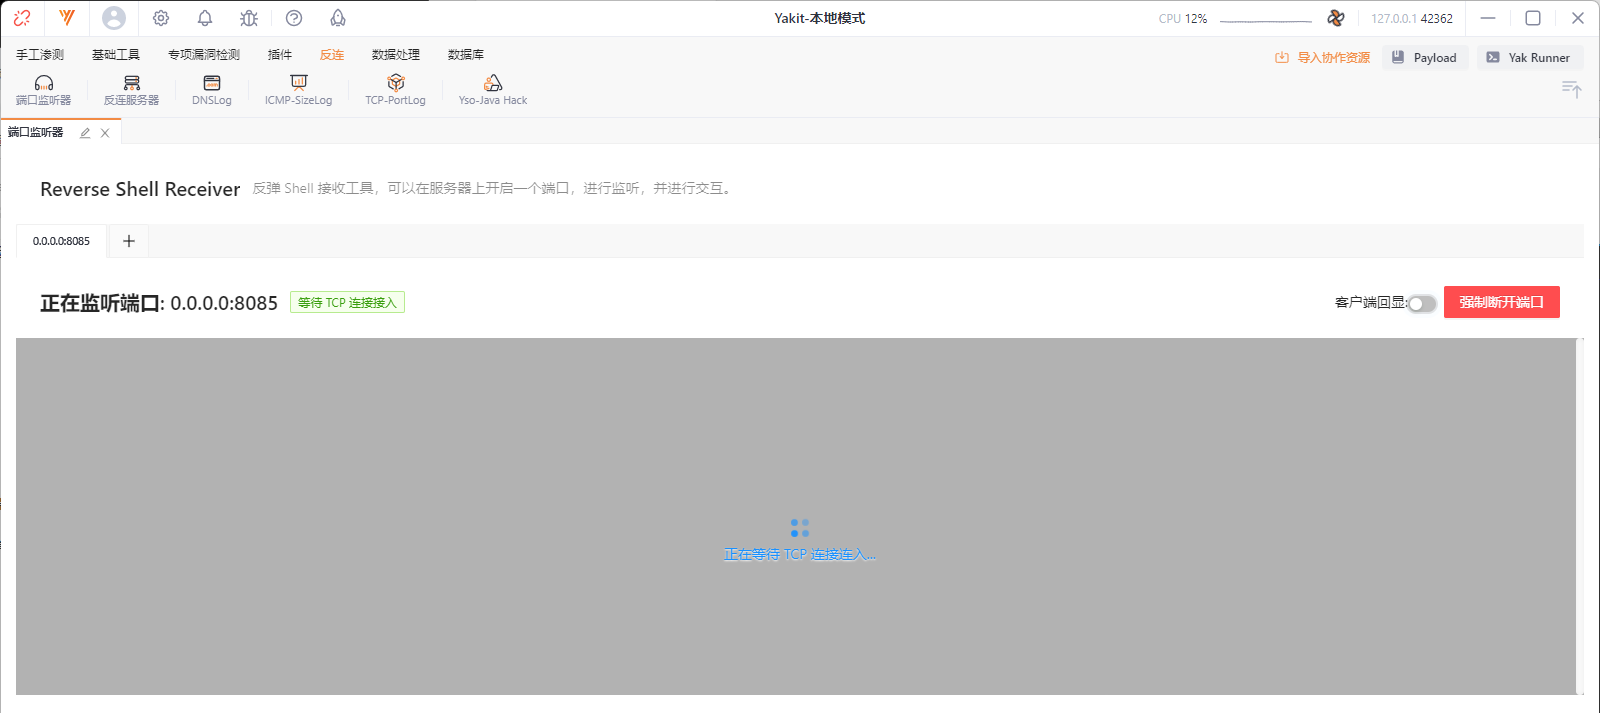 Yakit-本地模式
CPU 12%
127.0.0.1 42362
手工渗测 基础工具 专项漏洞检测 插件 反连 数据处理 数据库
导入协作资源 Payload Yak Runner
端口监听器 反连服务器 DNSLog ICMP-SizeLog TCP-PortLog Yso-Java Hack
端口监听器
Reverse Shell Receiver 反弹 Shell 接收工具，可以在服务器上开启一个端口，进行监听，并进行交互。
0.0.0.0:8085
正在监听端口: 0.0.0.0:8085 等待 TCP 连接接入
客户端回显: 强制断开端口
正在等待 TCP 连接连入...